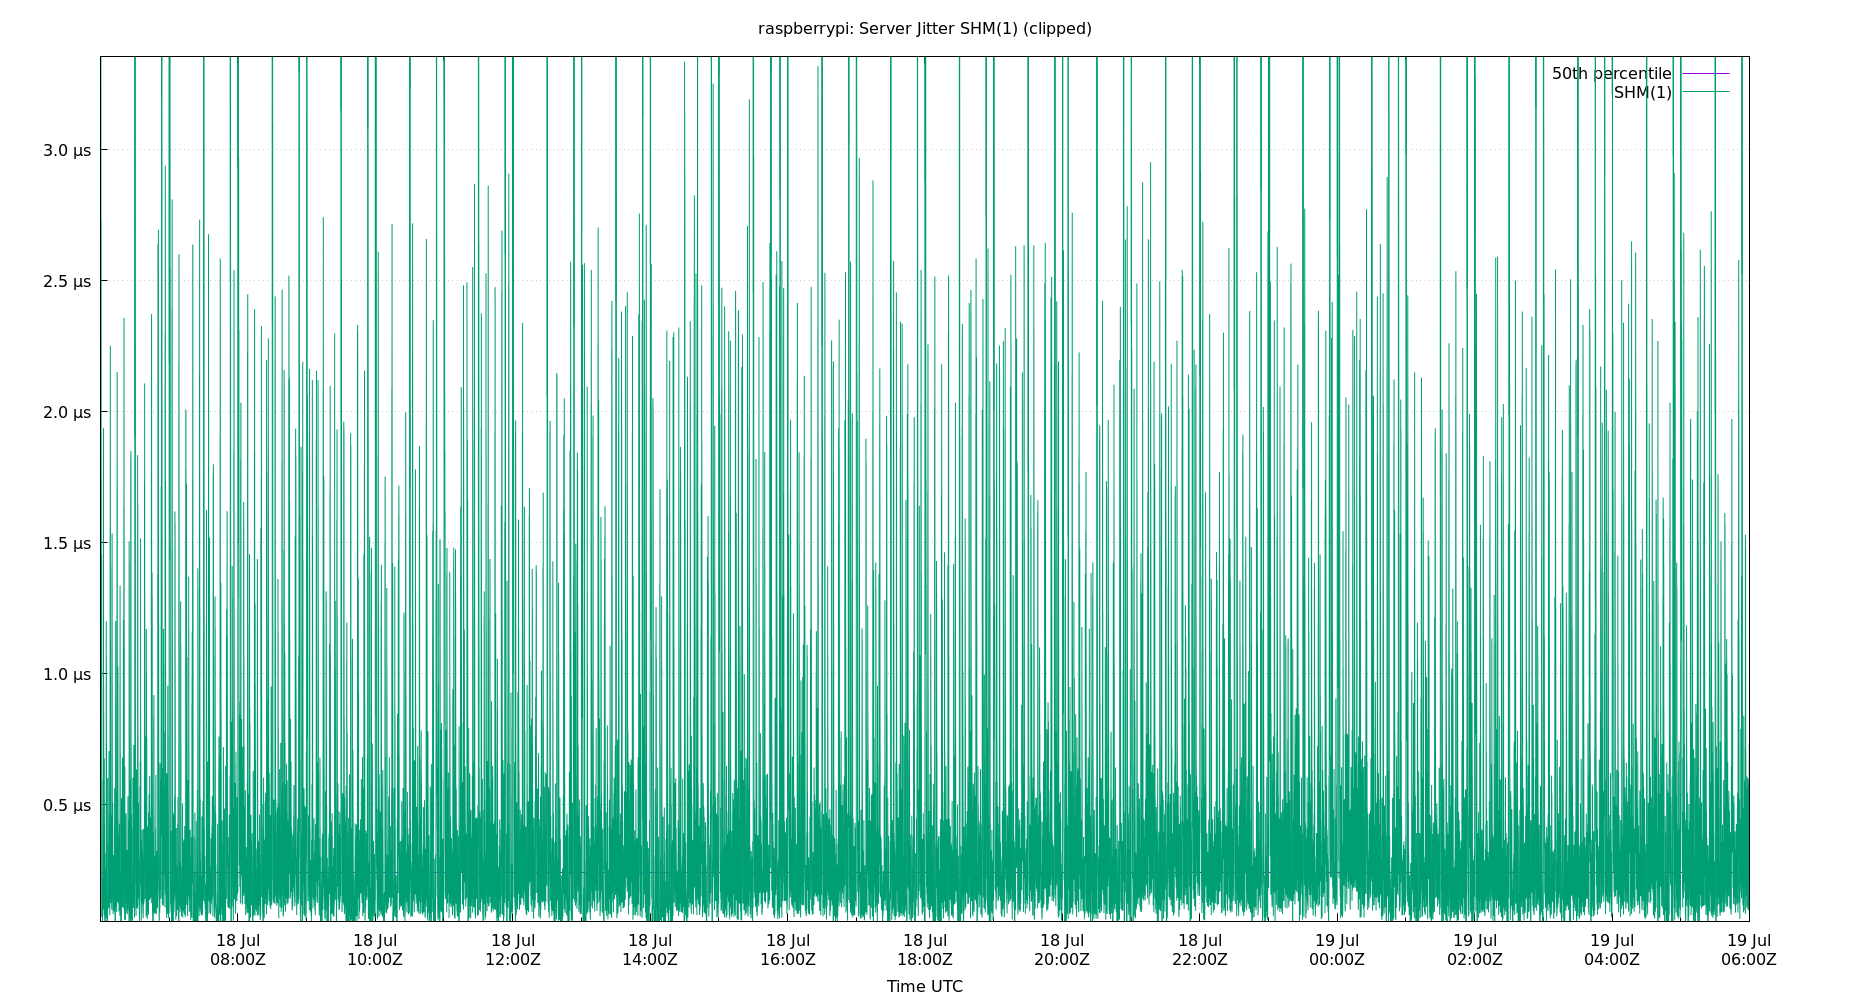 raspberrypi: Server Jitter SHM(1) (clipped)
50th percentile
SHM(1)
3.0 µs
2.5 µs
2.0 µs
1.5 µs
1.0 µs
0.5 µs
18 Jul 18 Jul 18 Jul 18 Jul 18 Jul 18 Jul 18 Jul 18 Jul 19 Jul 19 Jul 19 Jul 19 Jul
08:00Z 10:00Z 12:00Z 14:00Z 16:00Z 18:00Z 20:00Z 22:00Z 00:00Z 02:00Z 04:00Z 06:00Z
Time UTC